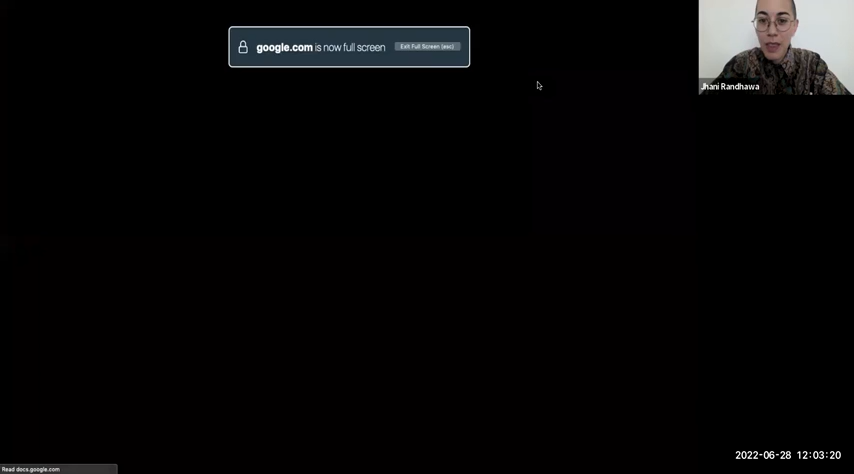 google.com is now full screen
Exit Full Screen (esc)
Jhani Randhawa
2022-06-28 12:03:20
Read docs.google.com